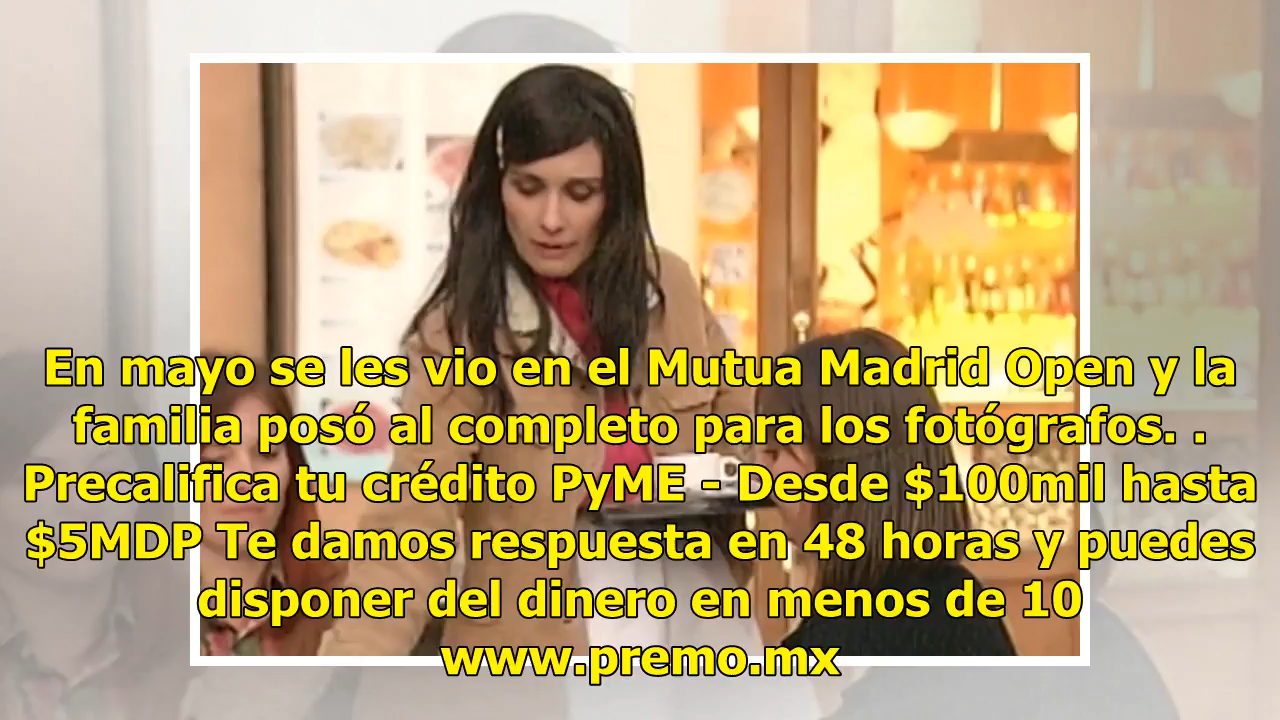 En mayo se les vio en el Mutua Madrid Open y la
familia posó al completo para los fotógrafos. .
Precalifica tu crédito PyME - Desde $100mil hasta
$5MDP Te damos respuesta en 48 horas y puedes
disponer del dinero en menos de 10
www.premo.mx